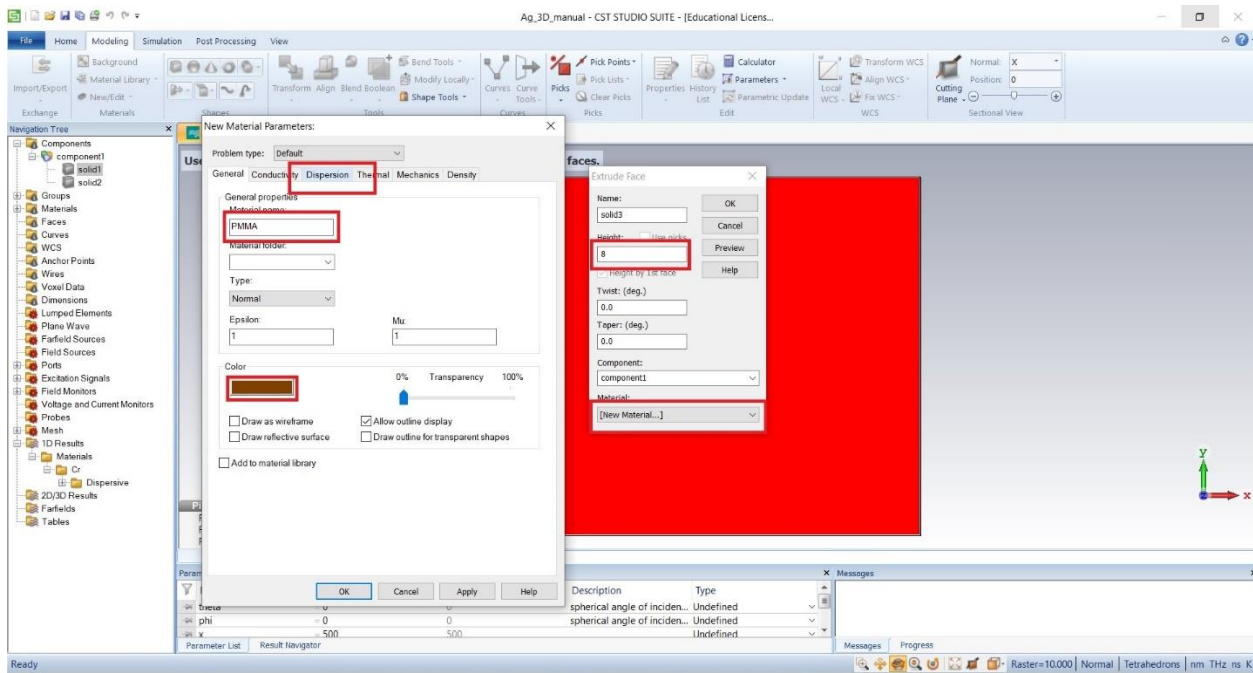 Ag_3D_manual - CST STUDIO SUITE - [Educational Licens...
File Home Modeling Simulation Post Processing View
Import/Export
Exchange
Background
Material Library
New/Edit
Materials
Shapes
Transform Align Blend Boolean
Bend Tools
Modify Locally
Shape Tools
Tools
Curves Curve Tools
Curves
Picks
Pick Points
Pick Lists
Clear Picks
Picks
Properties History List
Calculator
Parameters
Parametric Update
Edit
Local WCS
Transform WCS
Align WCS
Fix WCS
WCS
Cutting Plane
Normal: X
Position: 0
Sectional View
Navigation Tree
Components
component1
solid1
solid2
Groups
Materials
Faces
Curves
WCS
Anchor Points
Wires
Voxel Data
Dimensions
Lumped Elements
Plane Wave
Farfield Sources
Field Sources
Ports
Excitation Signals
Field Monitors
Voltage and Current Monitors
Probes
Mesh
1D Results
Materials
Cr
Dispersive
2D/3D Results
Farfields
Tables
faces.
New Material Parameters:
Problem type: Default
General Conductivity Dispersion Thermal Mechanics Density
General properties
Material name:
PMMA
Material folder:
Type:
Normal
Epsilon: Mu:
1 1
Color
0% Transparency 100%
Draw as wireframe Allow outline display
Draw reflective surface Draw outline for transparent shapes
Add to material library
OK Cancel Apply Help
Extrude Face
Name:
solid3
OK
Cancel
Height: Use picks
8
Preview
Height by 1st face
Help
Twist: (deg.)
0.0
Taper: (deg.)
0.0
Component:
component1
Material:
[New Material...]
y
x
Description Type
theta = 0 0 spherical angle of inciden... Undefined
phi = 0 0 spherical angle of inciden... Undefined
x = 500 500 Undefined
Parameter List Result Navigator
Messages
Messages Progress
Ready
Raster=10.000 Normal Tetrahedrons nm THz ns K